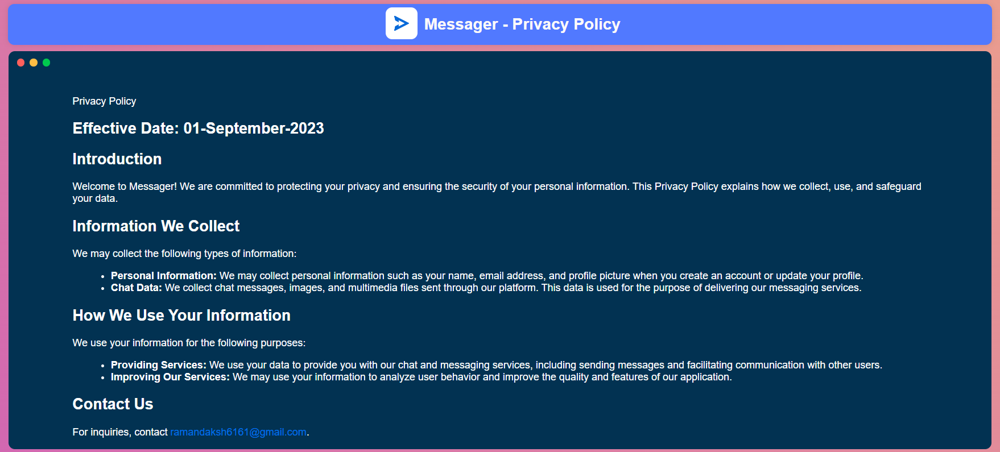 Messager - Privacy Policy
Privacy Policy
Effective Date: 01-September-2023
Introduction
Welcome to Messager! We are committed to protecting your privacy and ensuring the security of your personal information. This Privacy Policy explains how we collect, use, and safeguard
your data.
Information We Collect
We may collect the following types of information:
• Personal Information: We may collect personal information such as your name, email address, and profile picture when you create an account or update your profile.
• Chat Data: We collect chat messages, images, and multimedia files sent through our platform. This data is used for the purpose of delivering our messaging services.
How We Use Your Information
We use your information for the following purposes:
• Providing Services: We use your data to provide you with our chat and messaging services, including sending messages and facilitating communication with other users.
• Improving Our Services: We may use your information to analyze user behavior and improve the quality and features of our application.
Contact Us
For inquiries, contact ramandaksh6161@gmail.com.